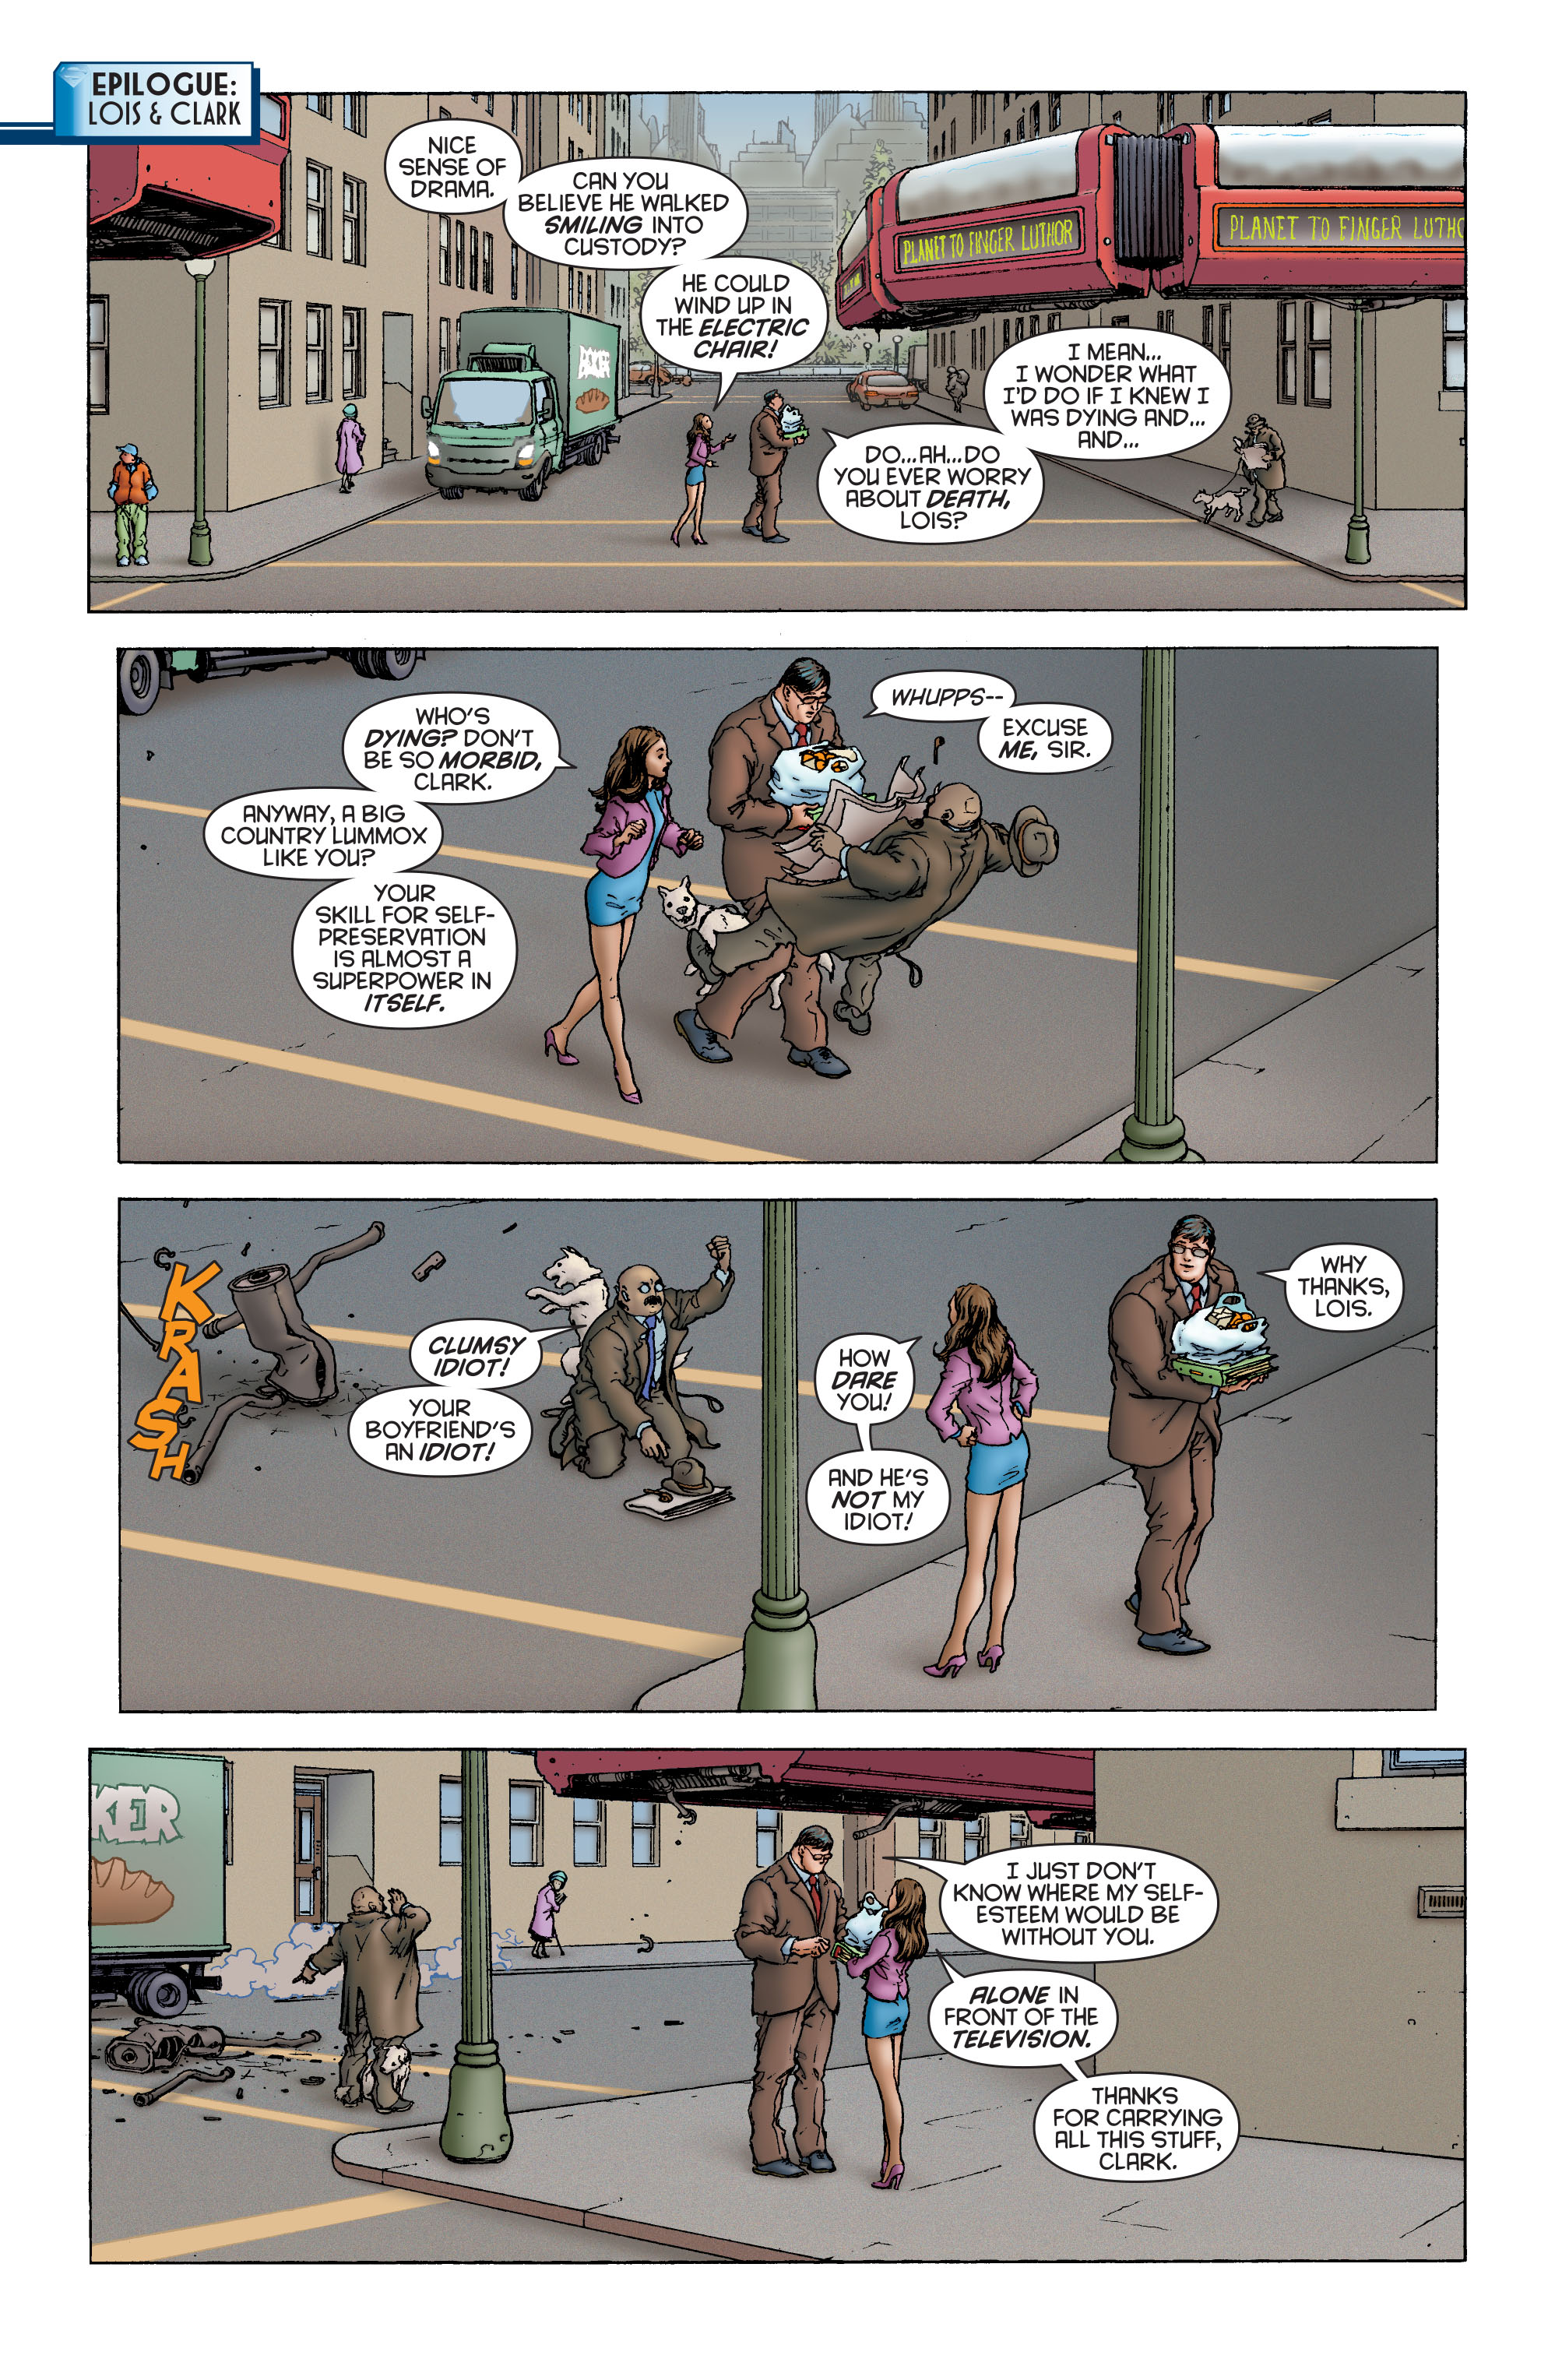 EPILOGUE:
LOIS & CLARK
NICE
SENSE OF
DRAMA.
CAN YOU
BELIEVE HE WALKED
SMILING INTO
CUSTODY?
HE COULD
WIND UP IN
THE ELECTRIC
CHAIR!
PLANET TO FINGER LUTHOR
PLANET TO FINGER LUTHO
DO...AH...DO
YOU EVER WORRY
ABOUT DEATH,
LOIS?
I MEAN...
I WONDER WHAT
I'D DO IF I KNEW I
WAS DYING AND...
AND...
WHO'S
DYING? DON'T
BE SO MORBID,
CLARK.
ANYWAY, A BIG
COUNTRY LUMMOX
LIKE YOU?
YOUR
SKILL FOR SELF-
PRESERVATION
IS ALMOST A
SUPERPOWER IN
ITSELF.
WHUPPS--
EXCUSE
ME, SIR.
KRASH
CLUMSY
IDIOT!
YOUR
BOYFRIEND'S
AN IDIOT!
HOW
DARE
YOU!
AND HE'S
NOT MY
IDIOT!
WHY
THANKS,
LOIS.
KER
I JUST DON'T
KNOW WHERE MY SELF-
ESTEEM WOULD BE
WITHOUT YOU.
ALONE IN
FRONT OF THE
TELEVISION.
THANKS
FOR CARRYING
ALL THIS STUFF,
CLARK.